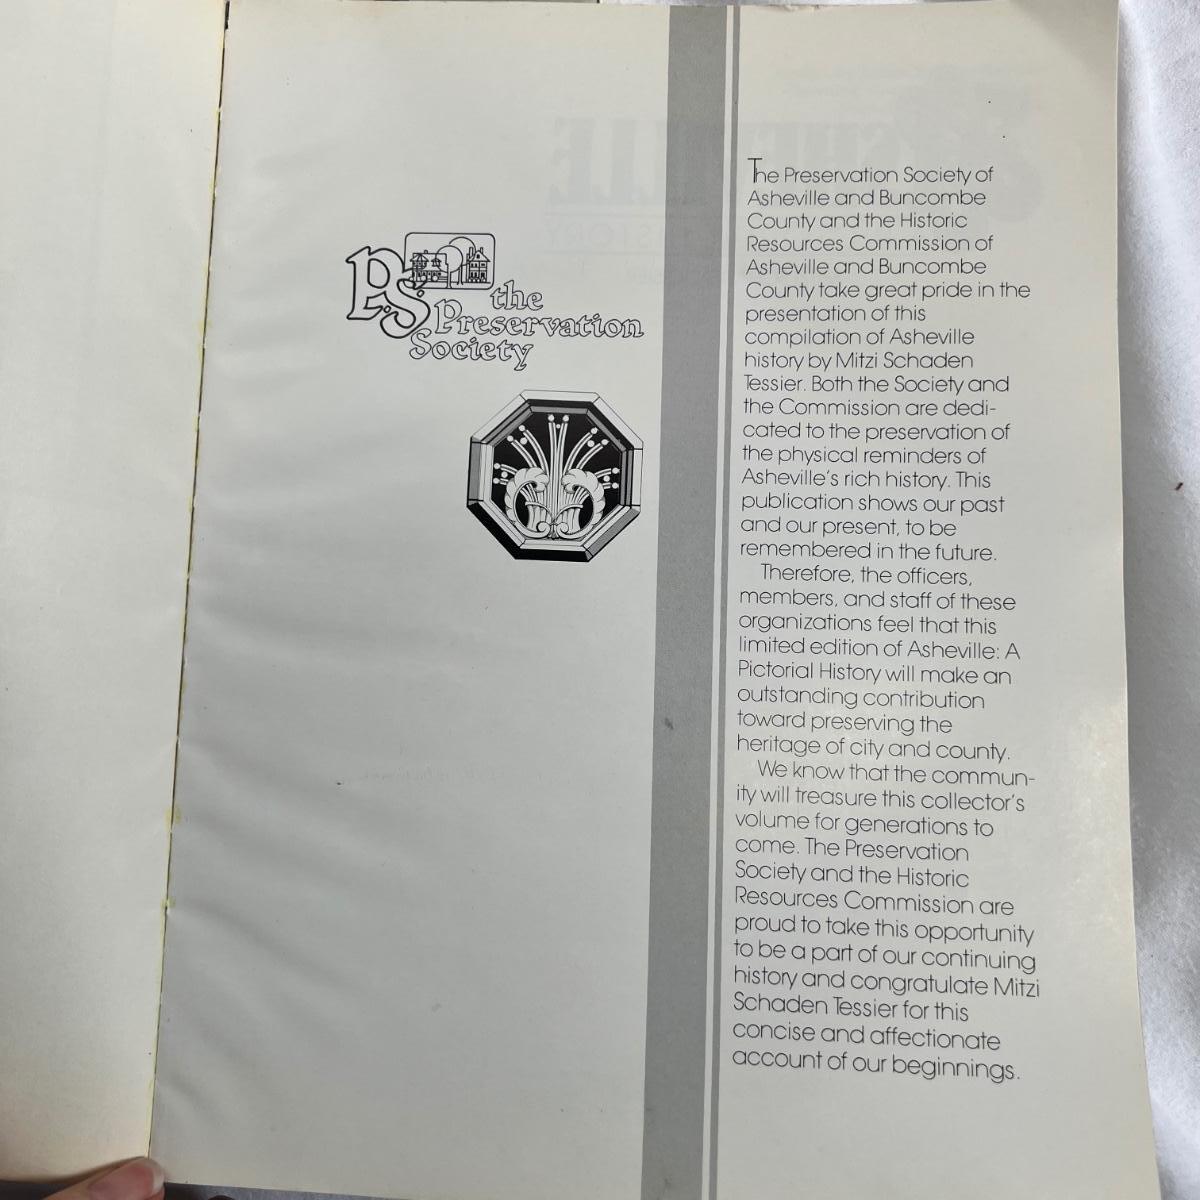 P.S.
the
Preservation
Society
The Preservation Society of
Asheville and Buncombe
County and the Historic
Resources Commission of
Asheville and Buncombe
County take great pride in the
presentation of this
compilation of Asheville
history by Mitzi Schaden
Tessier. Both the Society and
the Commission are dedi-
cated to the preservation of
the physical reminders of
Asheville's rich history. This
publication shows our past
and our present, to be
remembered in the future.
Therefore, the officers,
members, and staff of these
organizations feel that this
limited edition of Asheville: A
Pictorial History will make an
outstanding contribution
toward preserving the
heritage of city and county.
We know that the commun-
ity will treasure this collector's
volume for generations to
come. The Preservation
Society and the Historic
Resources Commission are
proud to take this opportunity
to be a part of our continuing
history and congratulate Mitzi
Schaden Tessier for this
concise and affectionate
account of our beginnings.